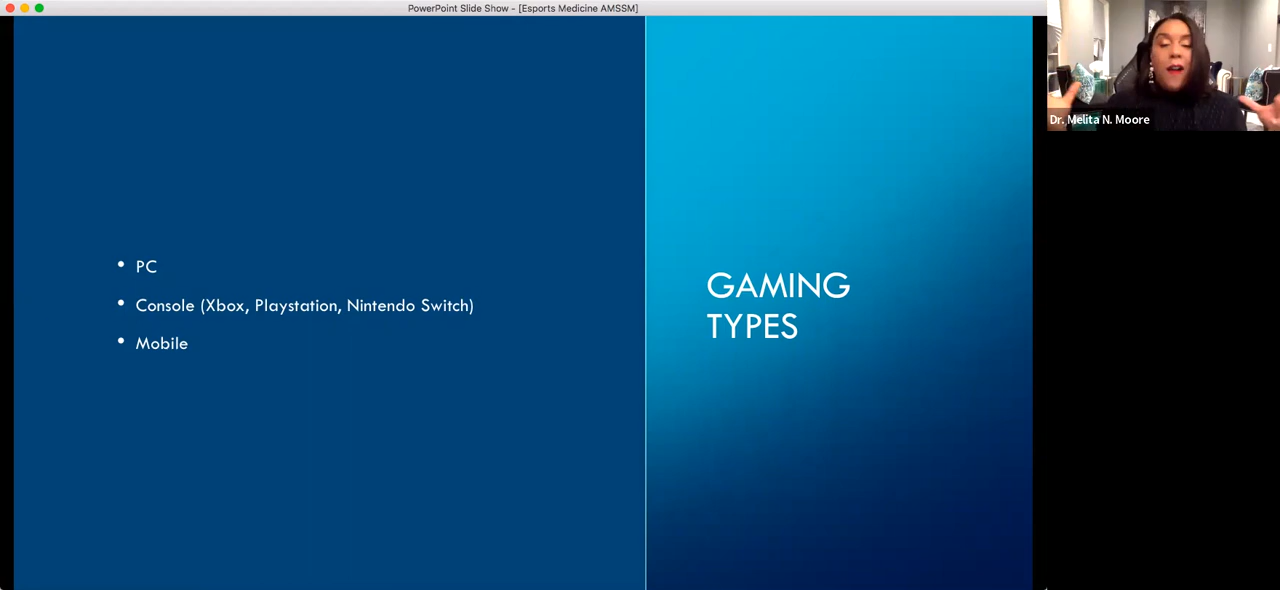 PowerPoint Slide Show - [Esports Medicine AMSSM]
• PC
• Console (Xbox, Playstation, Nintendo Switch)
• Mobile
GAMING
TYPES
Dr. Melita N. Moore